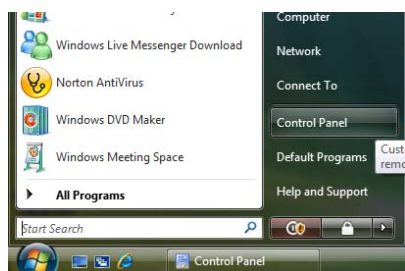 Windows Live Messenger Download
Norton AntiVirus
Windows DVD Maker
Windows Meeting Space
All Programs
Start Search
Computer
Network
Connect To
Control Panel
Default Programs
Help and Support
Control Panel